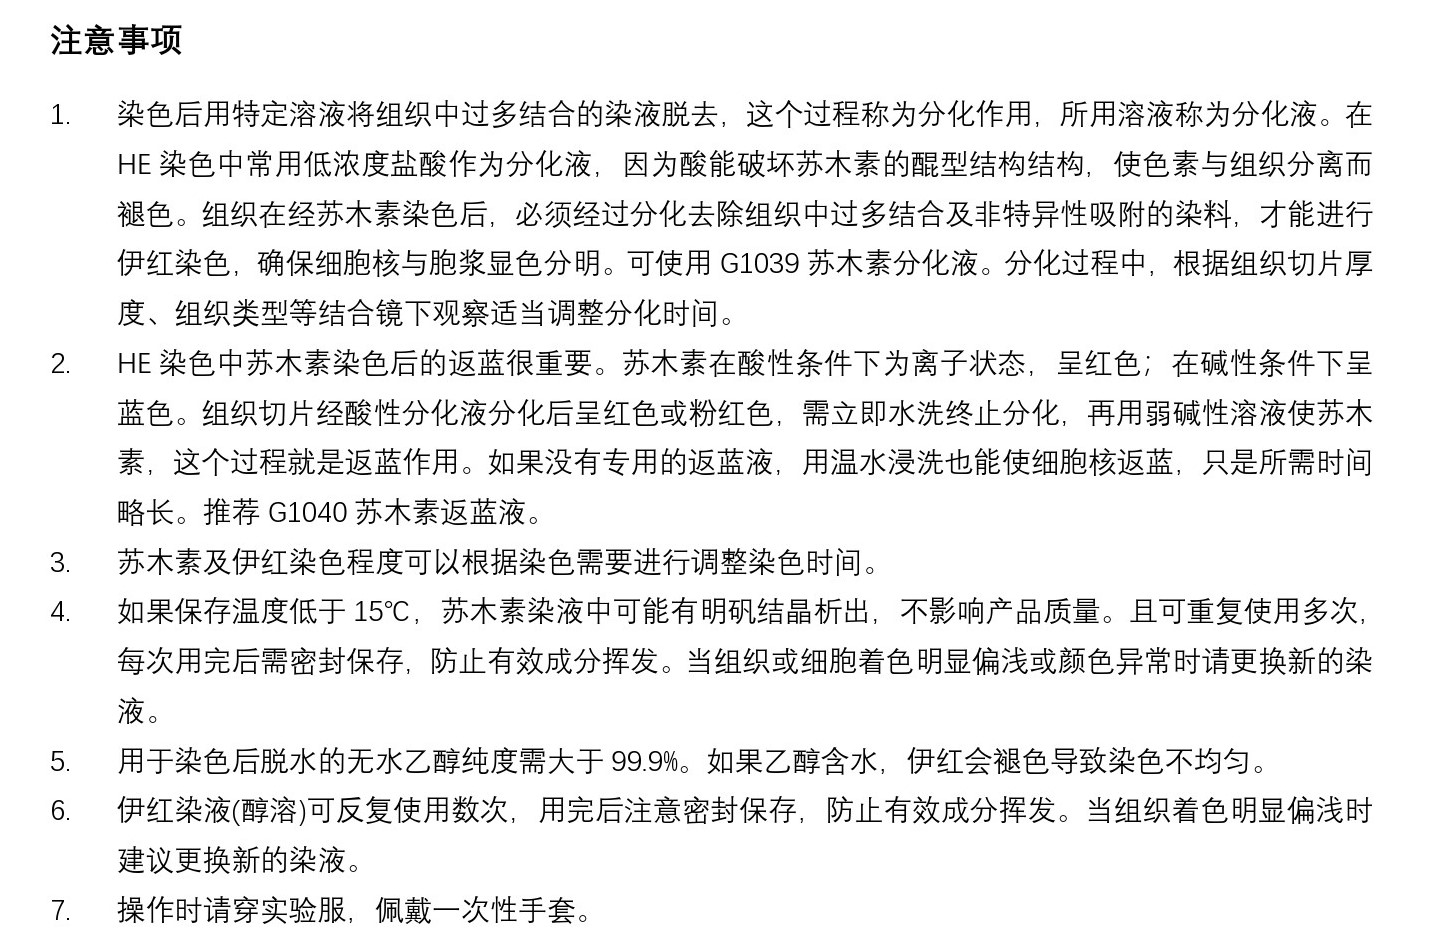 注意事项
1. 染色后用特定溶液将组织中过多结合的染液脱去，这个过程称为分化作用，所用溶液称为分化液。在
HE 染色中常用低浓度盐酸作为分化液，因为酸能破坏苏木素的醌型结构结构，使色素与组织分离而
褪色。组织在经苏木素染色后，必须经过分化去除组织中过多结合及非特异性吸附的染料，才能进行
伊红染色，确保细胞核与胞浆显色分明。可使用 G1039 苏木素分化液。分化过程中，根据组织切片厚
度、组织类型等结合镜下观察适当调整分化时间。
2. HE 染色中苏木素染色后的返蓝很重要。苏木素在酸性条件下为离子状态，呈红色；在碱性条件下呈
蓝色。组织切片经酸性分化液分化后呈红色或粉红色，需立即水洗终止分化，再用弱碱性溶液使苏木
素，这个过程就是返蓝作用。如果没有专用的返蓝液，用温水浸洗也能使细胞核返蓝，只是所需时间
略长。推荐 G1040 苏木素返蓝液。
3. 苏木素及伊红染色程度可以根据染色需要进行调整染色时间。
4. 如果保存温度低于 15℃，苏木素染液中可能有明矾结晶析出，不影响产品质量。且可重复使用多次，
每次用完后需密封保存，防止有效成分挥发。当组织或细胞着色明显偏浅或颜色异常时请更换新的染
液。
5. 用于染色后脱水的无水乙醇纯度需大于 99.9%。如果乙醇含水，伊红会褪色导致染色不均匀。
6. 伊红染液(醇溶)可反复使用数次，用完后注意密封保存，防止有效成分挥发。当组织着色明显偏浅时
建议更换新的染液。
7. 操作时请穿实验服，佩戴一次性手套。